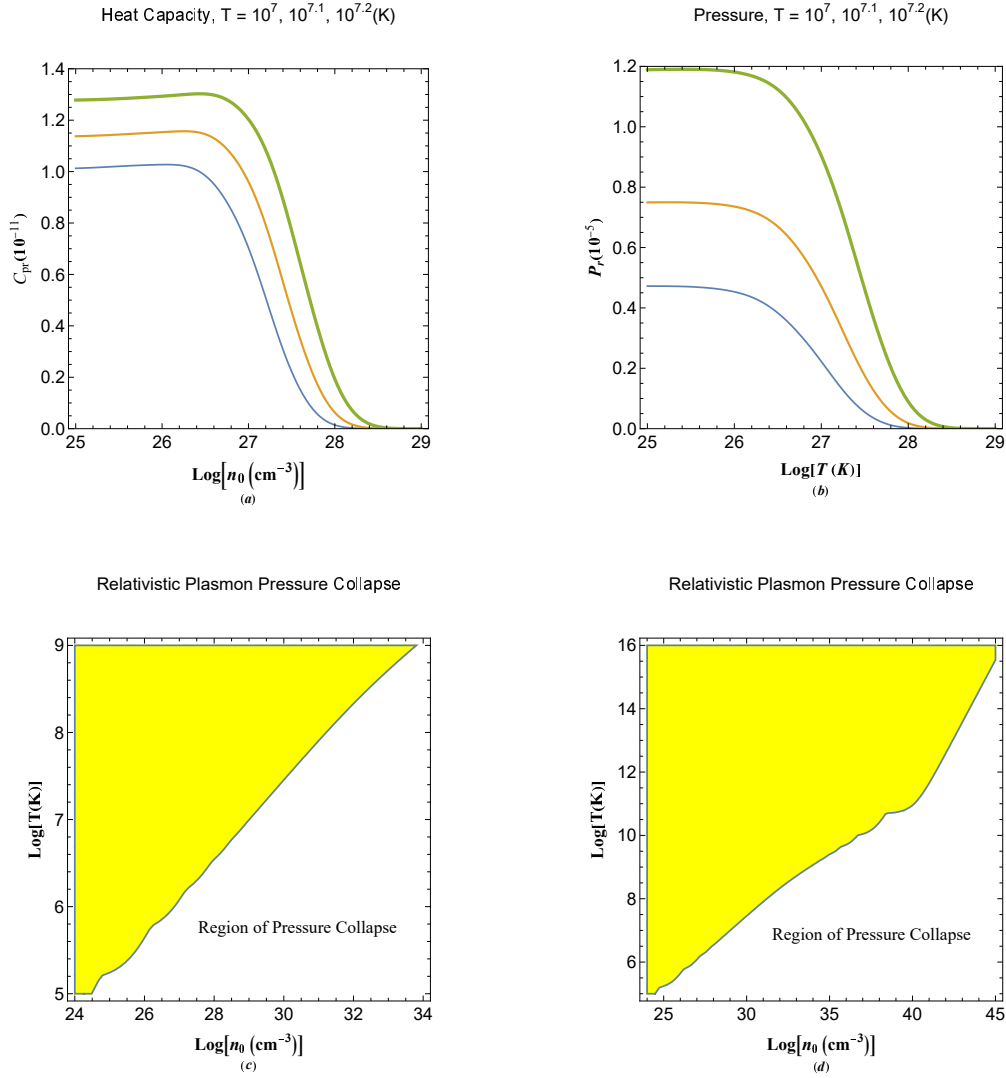 Heat Capacity, T = 10^7, 10^7.1, 10^7.2(K)
1.4
1.2
1.0
0.8
0.6
0.4
0.2
0.0
C_pr(10^-11)
25 26 27 28 29
Log[n_0 (cm^-3)]
(a)
Pressure, T = 10^7, 10^7.1, 10^7.2(K)
1.2
1.0
0.8
0.6
0.4
0.2
0.0
P_r(10^-5)
25 26 27 28 29
Log[T (K)]
(b)
Relativistic Plasmon Pressure Collapse
9
8
7
6
5
Log[T(K)]
Region of Pressure Collapse
24 26 28 30 32 34
Log[n_0 (cm^-3)]
(c)
Relativistic Plasmon Pressure Collapse
16
14
12
10
8
6
Log[T(K)]
Region of Pressure Collapse
25 30 35 40 45
Log[n_0 (cm^-3)]
(d)